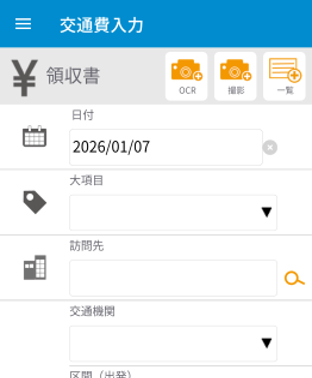 交通費入力
領収書
OCR
撮影
一覧
日付
2026/01/07
大項目
訪問先
交通機関
区間（出発）